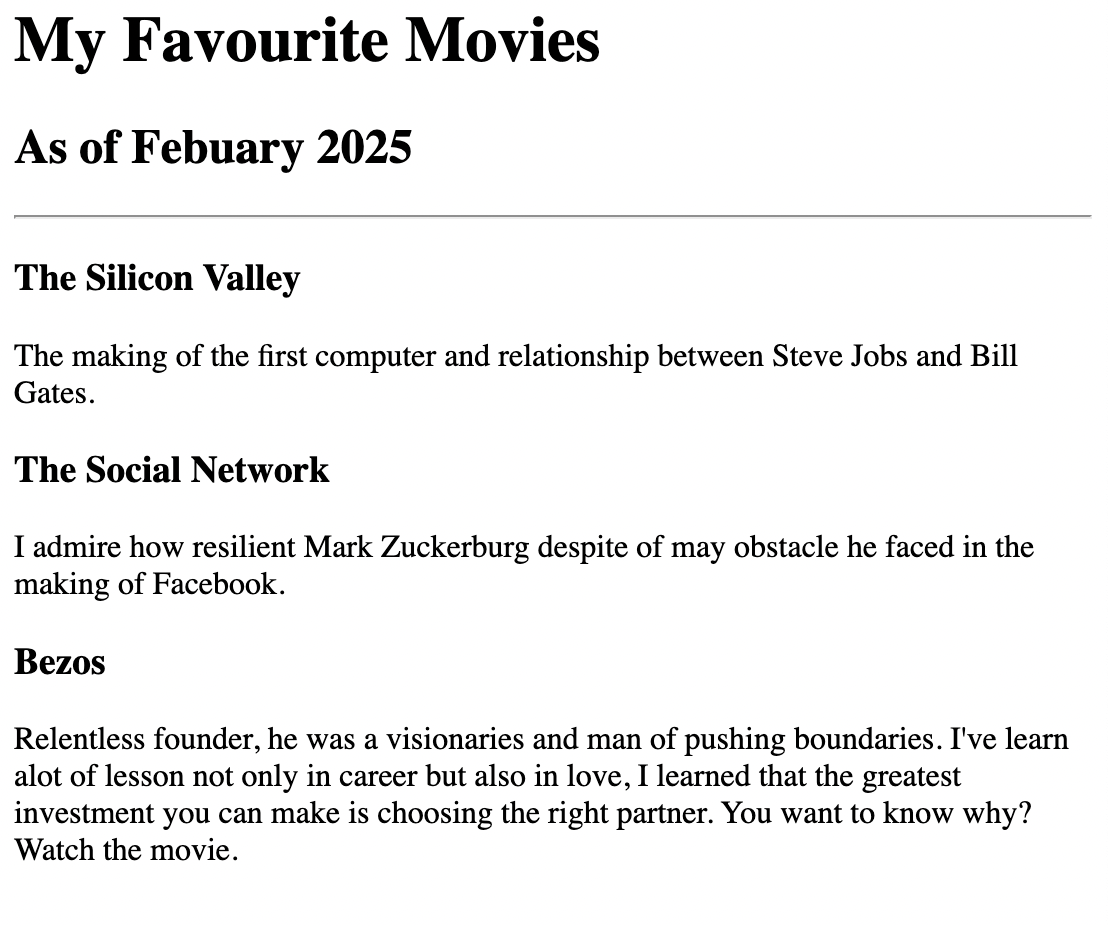 My Favourite Movies
As of Febuary 2025
The Silicon Valley
The making of the first computer and relationship between Steve Jobs and Bill
Gates.
The Social Network
I admire how resilient Mark Zuckerburg despite of may obstacle he faced in the
making of Facebook.
Bezos
Relentless founder, he was a visionaries and man of pushing boundaries. I've learn
alot of lesson not only in career but also in love, I learned that the greatest
investment you can make is choosing the right partner. You want to know why?
Watch the movie.